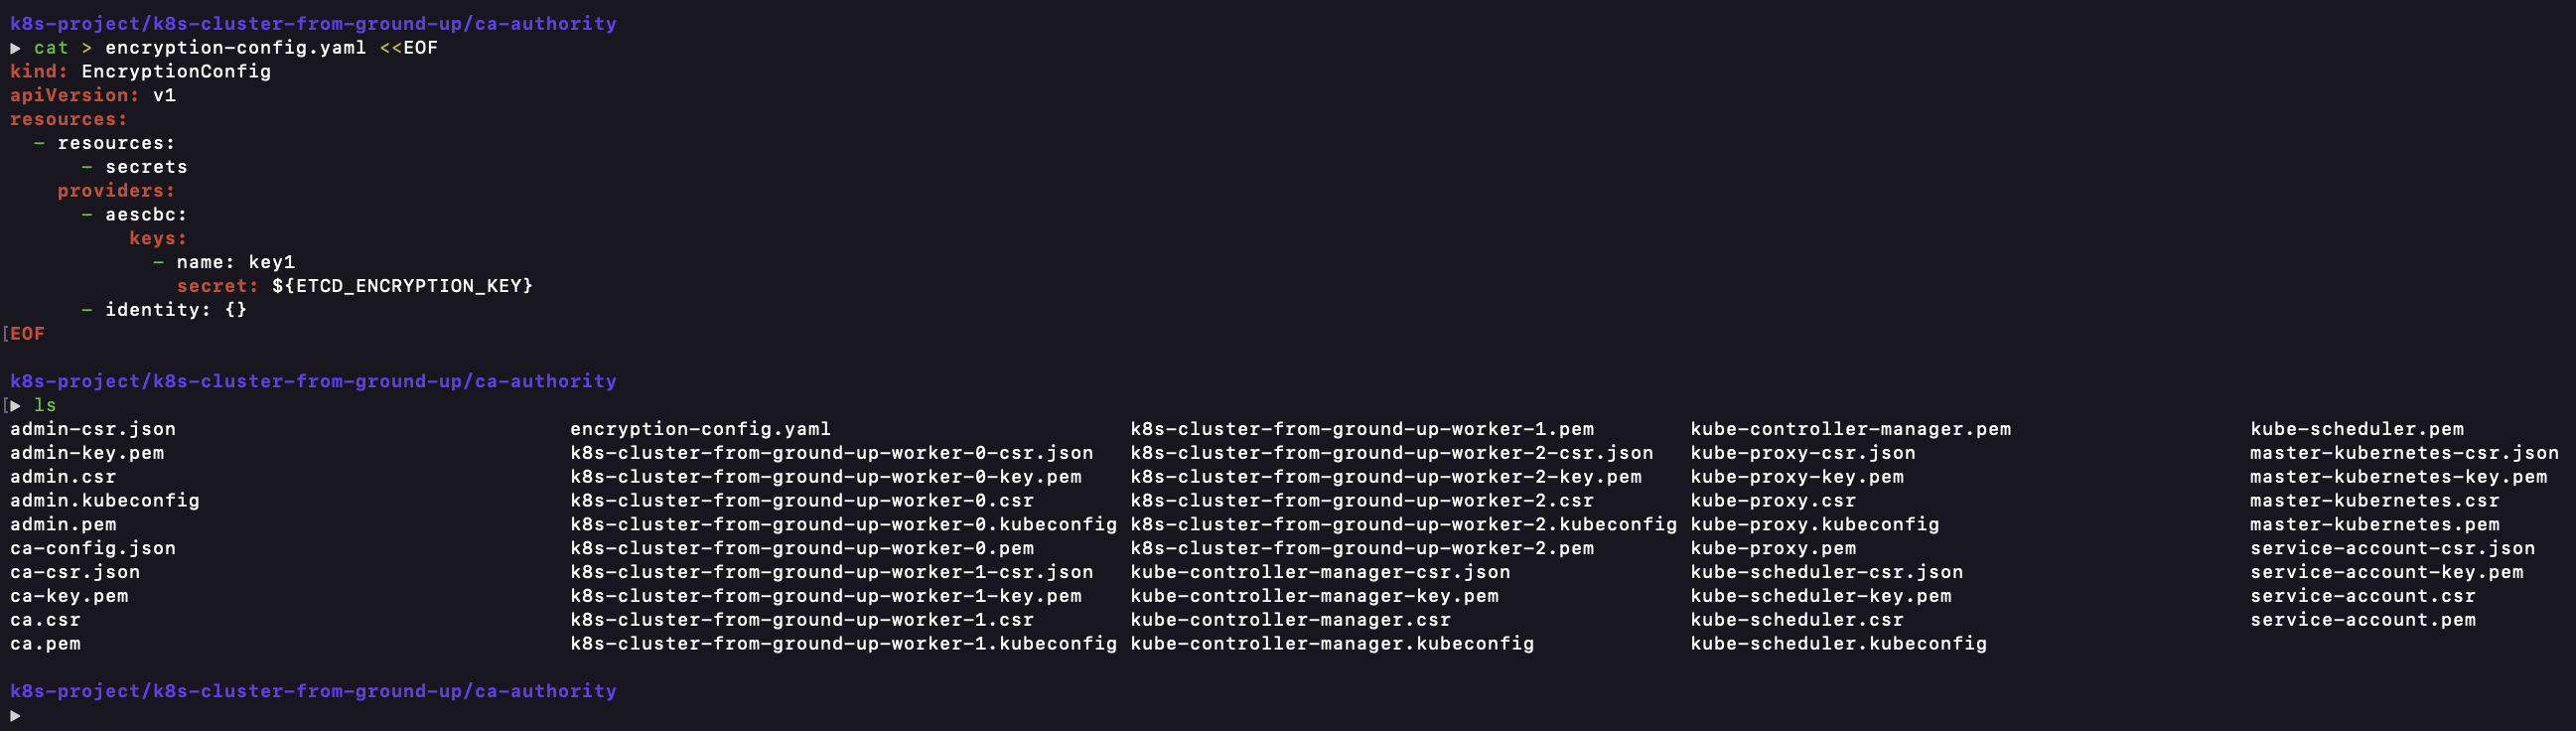 k8s-project/k8s-cluster-from-ground-up/ca-authority
▶ cat > encryption-config.yaml <<EOF
kind: EncryptionConfig
apiVersion: v1
resources:
  - resources:
      - secrets
    providers:
      - aescbc:
          keys:
            - name: key1
              secret: ${ETCD_ENCRYPTION_KEY}
      - identity: {}
[EOF
k8s-project/k8s-cluster-from-ground-up/ca-authority
[▶ ls
admin-csr.json encryption-config.yaml k8s-cluster-from-ground-up-worker-1.pem kube-controller-manager.pem kube-scheduler.pem
admin-key.pem k8s-cluster-from-ground-up-worker-0-csr.json k8s-cluster-from-ground-up-worker-2-csr.json kube-proxy-csr.json master-kubernetes-csr.json
admin.csr k8s-cluster-from-ground-up-worker-0-key.pem k8s-cluster-from-ground-up-worker-2-key.pem kube-proxy-key.pem master-kubernetes-key.pem
admin.kubeconfig k8s-cluster-from-ground-up-worker-0.csr k8s-cluster-from-ground-up-worker-2.csr kube-proxy.csr master-kubernetes.csr
admin.pem k8s-cluster-from-ground-up-worker-0.kubeconfig k8s-cluster-from-ground-up-worker-2.kubeconfig kube-proxy.kubeconfig master-kubernetes.pem
ca-config.json k8s-cluster-from-ground-up-worker-0.pem k8s-cluster-from-ground-up-worker-2.pem kube-proxy.pem service-account-csr.json
ca-csr.json k8s-cluster-from-ground-up-worker-1-csr.json kube-controller-manager-csr.json kube-scheduler-csr.json service-account-key.pem
ca-key.pem k8s-cluster-from-ground-up-worker-1-key.pem kube-controller-manager-key.pem kube-scheduler-key.pem service-account.csr
ca.csr k8s-cluster-from-ground-up-worker-1.csr kube-controller-manager.csr kube-scheduler.csr service-account.pem
ca.pem k8s-cluster-from-ground-up-worker-1.kubeconfig kube-controller-manager.kubeconfig kube-scheduler.kubeconfig
k8s-project/k8s-cluster-from-ground-up/ca-authority
▶